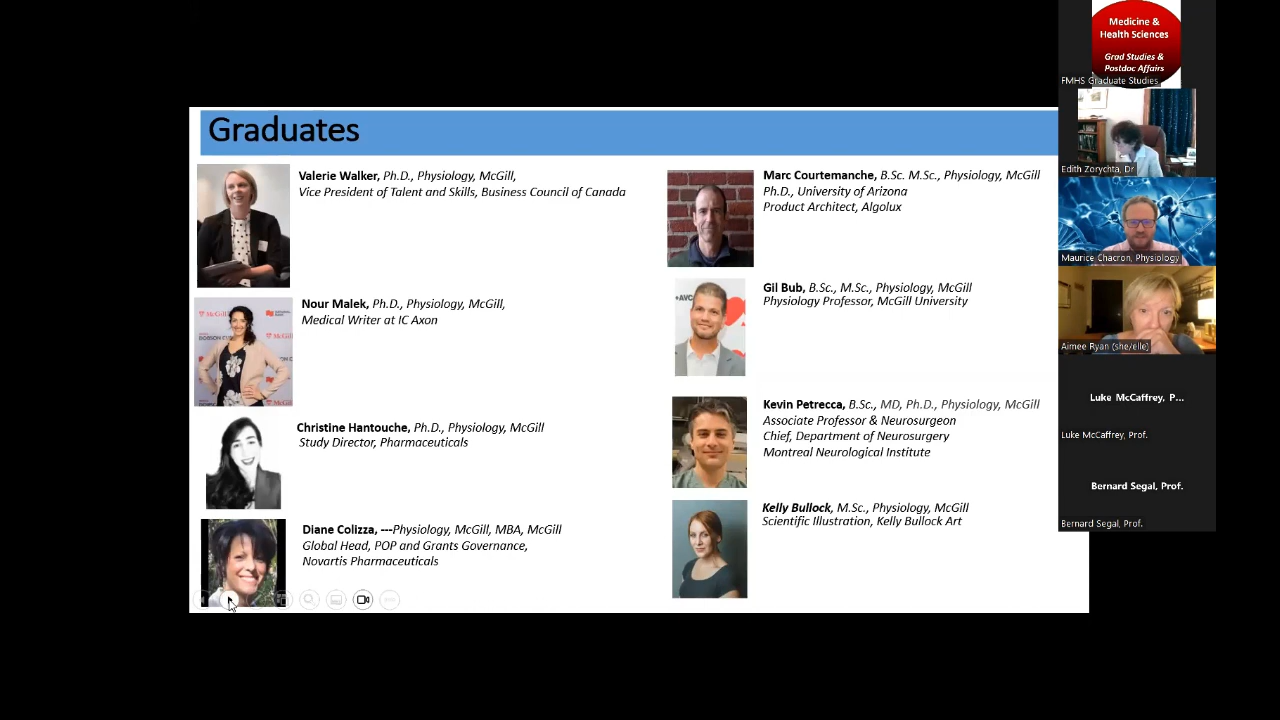 Graduates
Valerie Walker, Ph.D., Physiology, McGill,
Vice President of Talent and Skills, Business Council of Canada
Nour Malek, Ph.D., Physiology, McGill,
Medical Writer at IC Axon
Christine Hantouche, Ph.D., Physiology, McGill
Study Director, Pharmaceuticals
Diane Colizza, ---Physiology, McGill, MBA, McGill
Global Head, POP and Grants Governance,
Novartis Pharmaceuticals
Marc Courtemanche, B.Sc. M.Sc., Physiology, McGill
Ph.D., University of Arizona
Product Architect, Algolux
Gil Bub, B.Sc., M.Sc., Physiology, McGill
Physiology Professor, McGill University
Kevin Petrecca, B.Sc., MD, Ph.D., Physiology, McGill
Associate Professor & Neurosurgeon
Chief, Department of Neurosurgery
Montreal Neurological Institute
Kelly Bullock, M.Sc., Physiology, McGill
Scientific Illustration, Kelly Bullock Art
McGill
McGill
McGill
Medicine &
Health Sciences
Grad Studies &
Postdoc Affairs
FMHS Graduate Studies
Edith Zorychta, Dr
Maurice Chacron, Physiology
Aimee Ryan (she/elle)
Luke McCaffrey, P...
Luke McCaffrey, Prof.
Bernard Segal, Prof.
Bernard Segal, Prof.